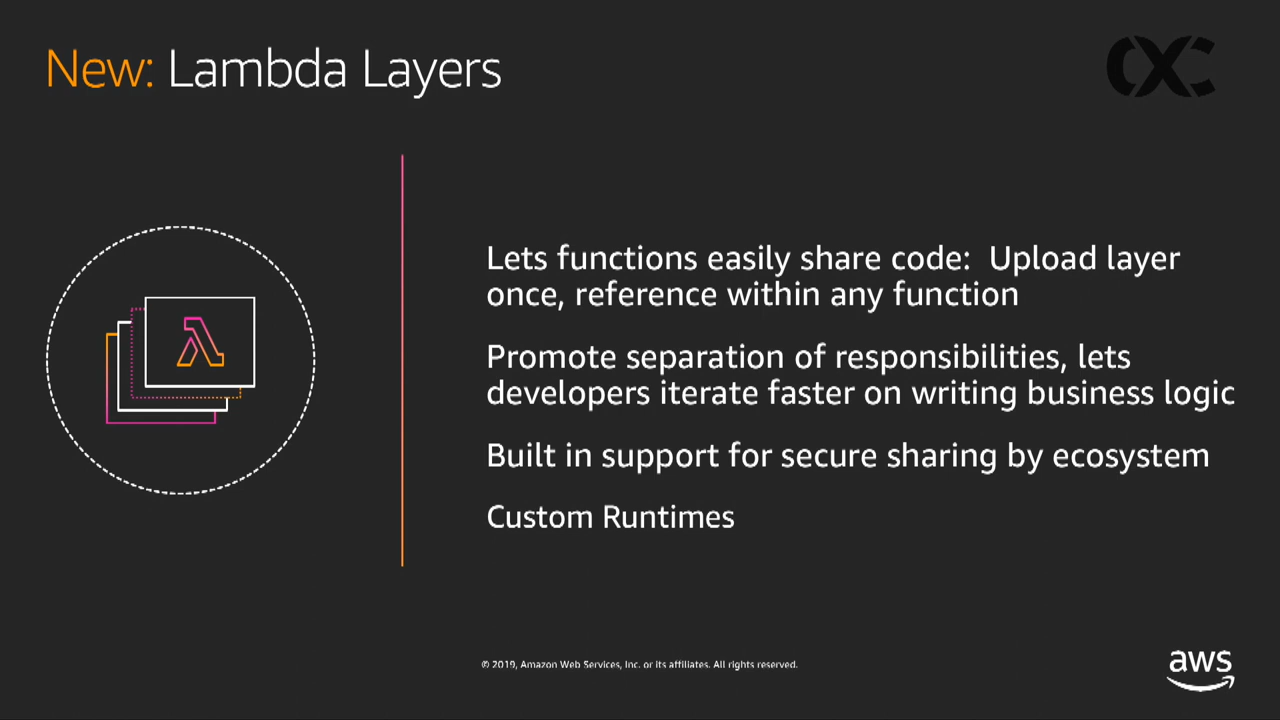 New: Lambda Layers
Lets functions easily share code:  Upload layer
once, reference within any function
Promote separation of responsibilities, lets
developers iterate faster on writing business logic
Built in support for secure sharing by ecosystem
Custom Runtimes
© 2019, Amazon Web Services, Inc. or its affiliates. All rights reserved.
aws